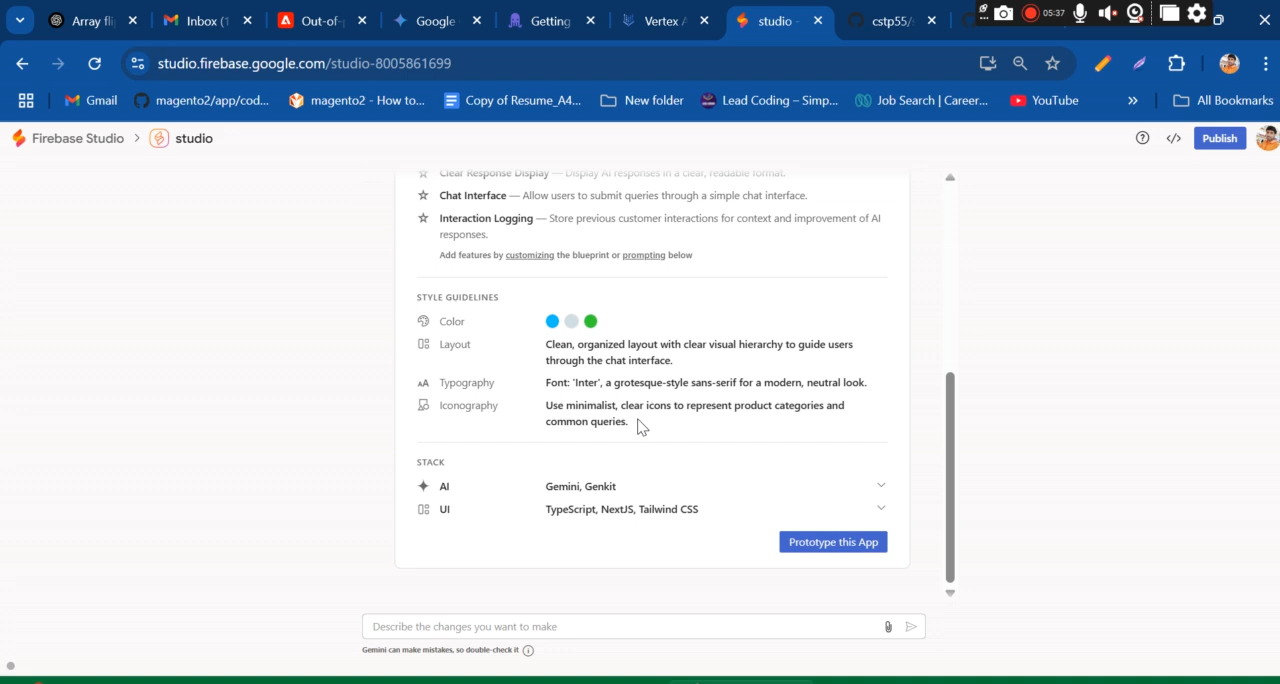 Array fli
Inbox (1
Out-of-
Google
Getting
Vertex A
studio -
cstp55/
05:37
studio.firebase.google.com/studio-8005861699
Gmail
magento2/app/cod...
magento2 - How to...
Copy of Resume_A4...
New folder
Lead Coding – Simp...
Job Search | Career...
YouTube
»
All Bookmarks
Firebase Studio > studio
</> Publish
Clear Response Display — Display AI responses in a clear, readable format.
Chat Interface — Allow users to submit queries through a simple chat interface.
Interaction Logging — Store previous customer interactions for context and improvement of AI
responses.
Add features by customizing the blueprint or prompting below
STYLE GUIDELINES
Color
Layout Clean, organized layout with clear visual hierarchy to guide users
through the chat interface.
AA Typography Font: 'Inter', a grotesque-style sans-serif for a modern, neutral look.
Iconography Use minimalist, clear icons to represent product categories and
common queries.
STACK
AI Gemini, Genkit
UI TypeScript, NextJS, Tailwind CSS
Prototype this App
Describe the changes you want to make
Gemini can make mistakes, so double-check it